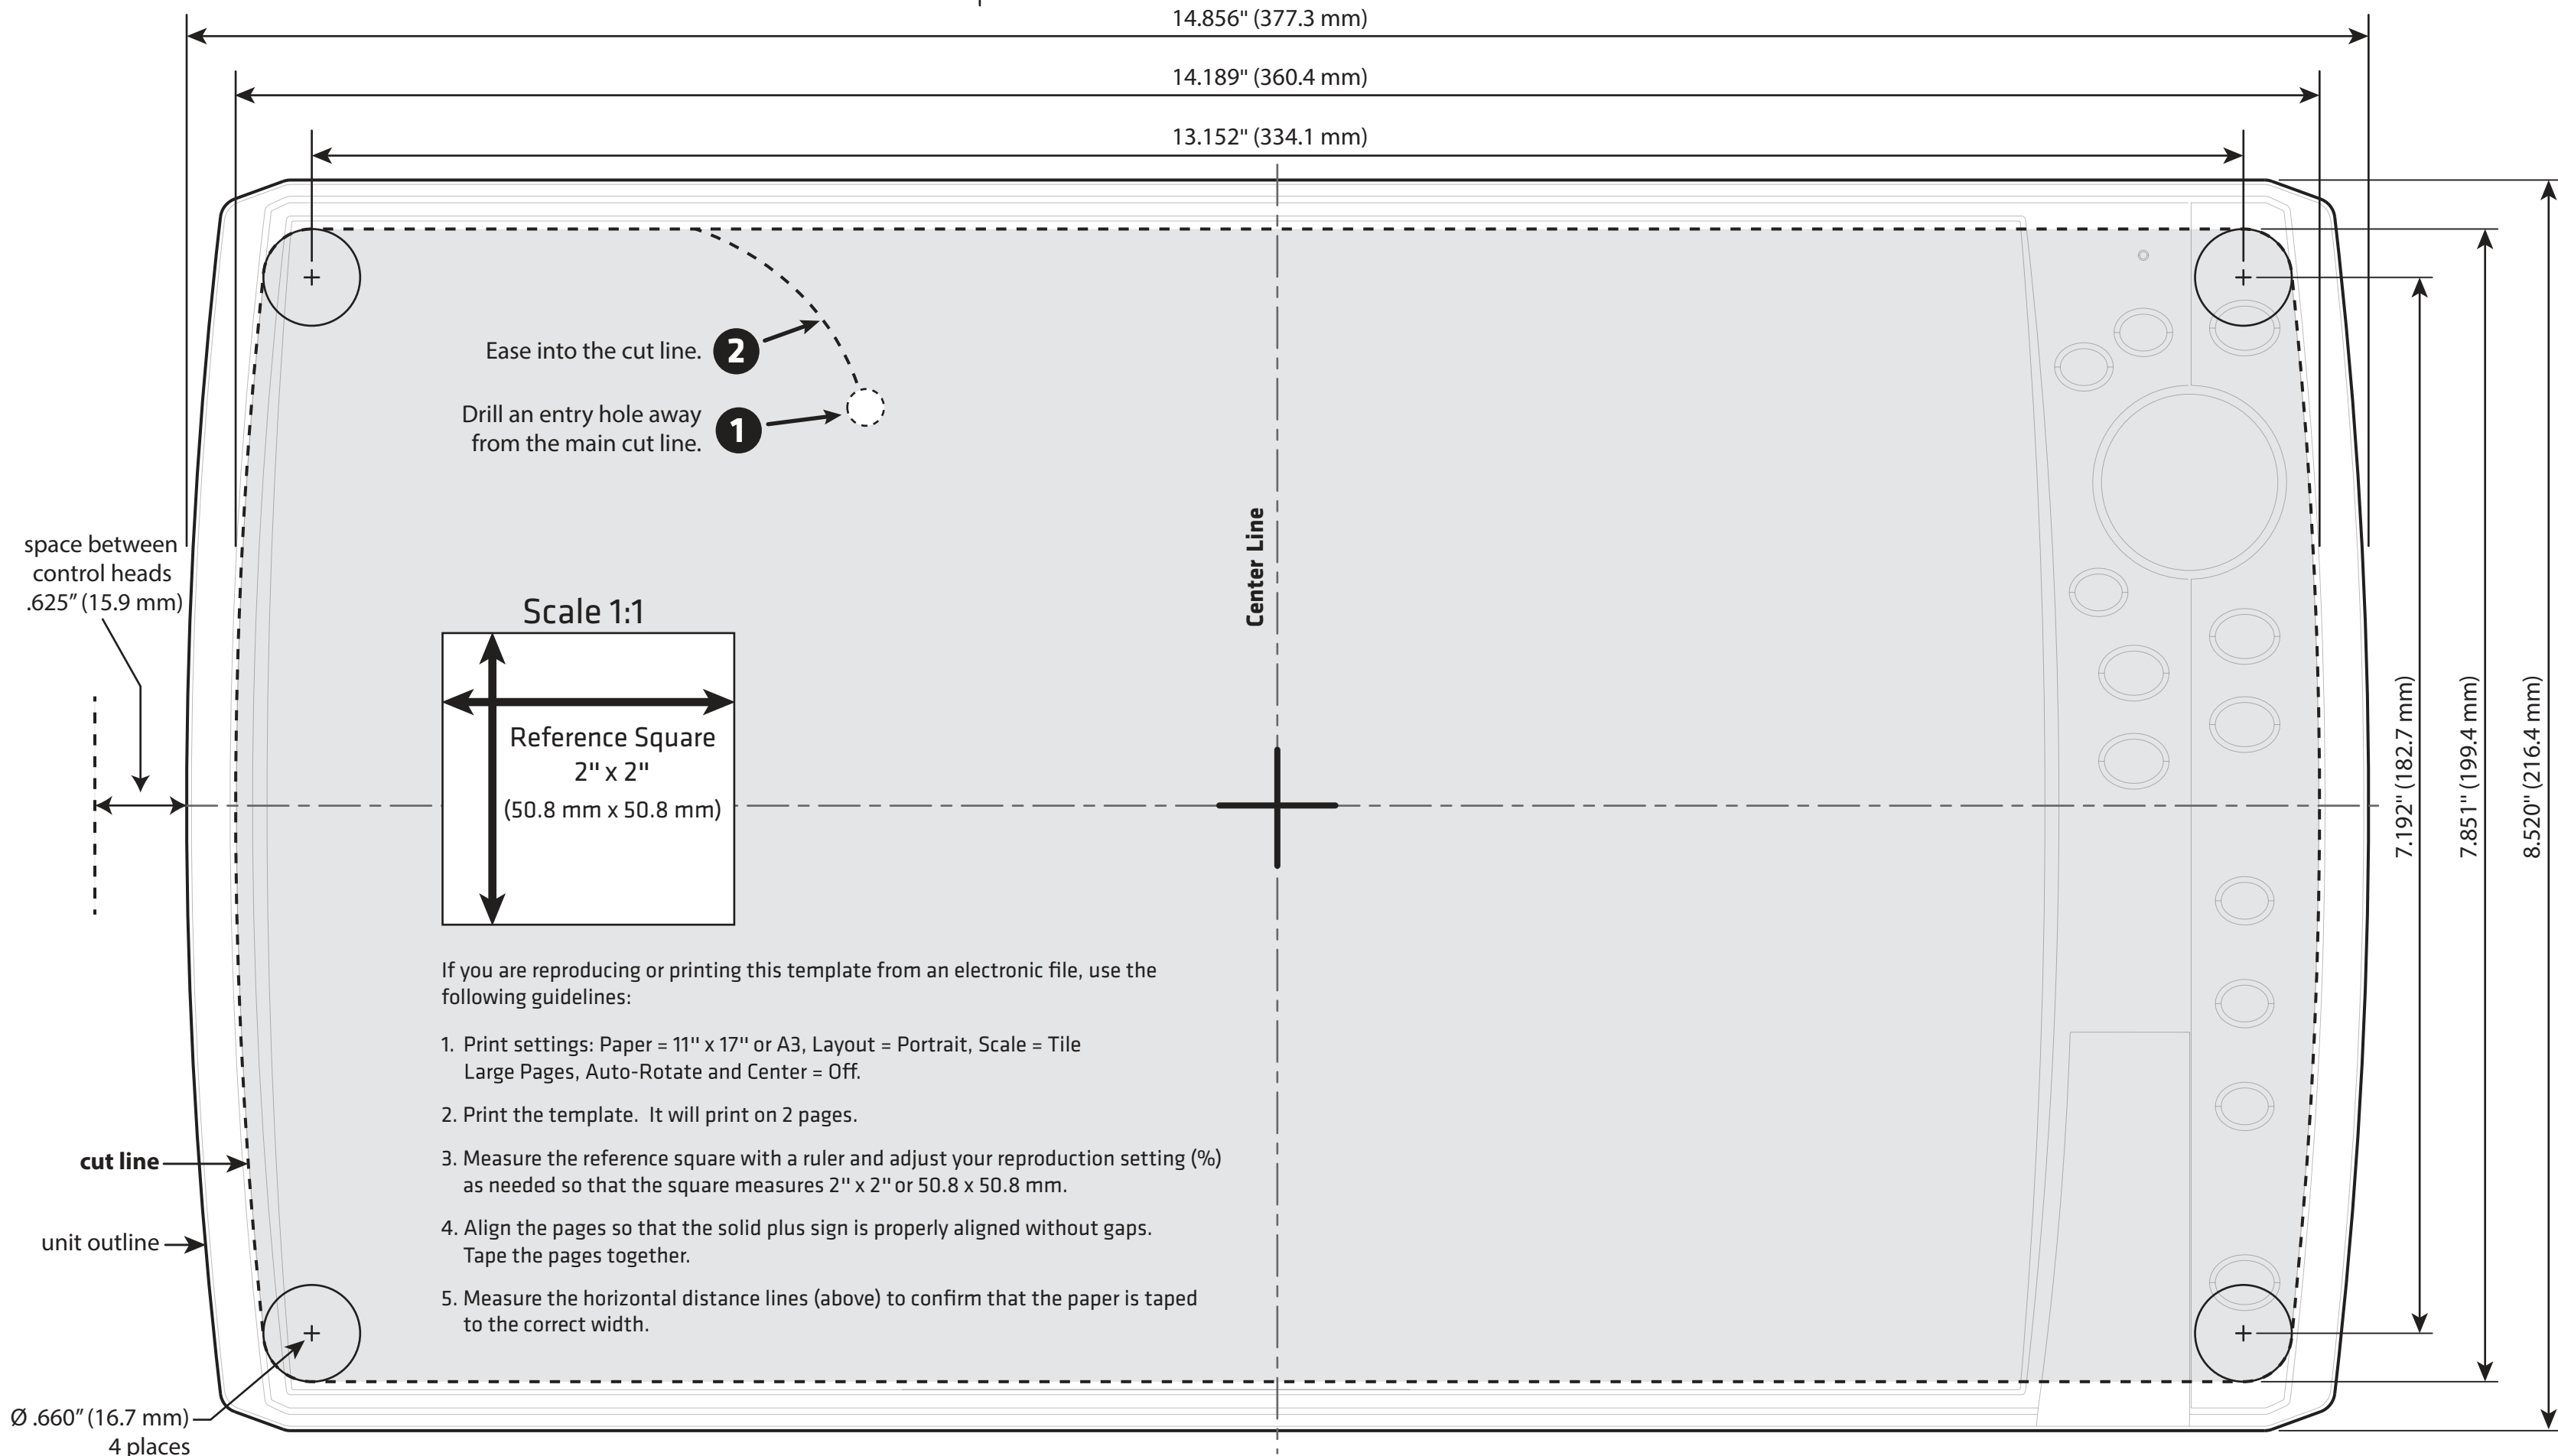 14.856" (377.3 mm)
14.189" (360.4 mm)
13.152" (334.1 mm)
Ease into the cut line.
2
Drill an entry hole away
from the main cut line.
1
space between
control heads
.625” (15.9 mm)
Center Line
Scale 1:1
Reference Square
2" x 2"
(50.8 mm x 50.8 mm)
7.192" (182.7 mm)
7.851" (199.4 mm)
8.520" (216.4 mm)
If you are reproducing or printing this template from an electronic file, use the
following guidelines:
1. Print settings: Paper = 11" x 17" or A3, Layout = Portrait, Scale = Tile
Large Pages, Auto-Rotate and Center = Off.
2. Print the template. It will print on 2 pages.
3. Measure the reference square with a ruler and adjust your reproduction setting (%)
as needed so that the square measures 2" x 2" or 50.8 x 50.8 mm.
4. Align the pages so that the solid plus sign is properly aligned without gaps.
Tape the pages together.
5. Measure the horizontal distance lines (above) to confirm that the paper is taped
to the correct width.
cut line
unit outline
Ø .660” (16.7 mm)
4 places